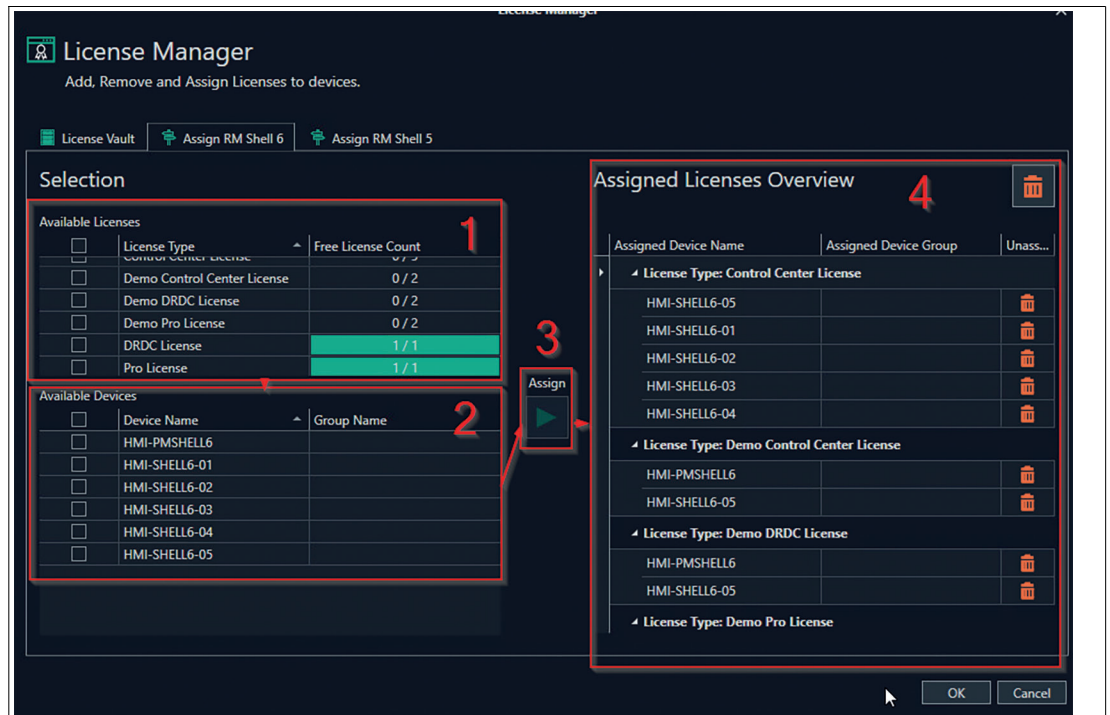 License Manager
License Manager
Add, Remove and Assign Licenses to devices.
License Vault
Assign RM Shell 6
Assign RM Shell 5
Selection
1
Available Licenses
License Type
Free License Count
Control Center License 0 / 5
Demo Control Center License 0 / 2
Demo DRDC License 0 / 2
Demo Pro License 0 / 2
DRDC License 1 / 1
Pro License 1 / 1
2
Available Devices
Device Name
Group Name
HMI-PMSHELL6
HMI-SHELL6-01
HMI-SHELL6-02
HMI-SHELL6-03
HMI-SHELL6-04
HMI-SHELL6-05
3
Assign
Assigned Licenses Overview
4
Assigned Device Name
Assigned Device Group
Unass...
License Type: Control Center License
HMI-SHELL6-05
HMI-SHELL6-01
HMI-SHELL6-02
HMI-SHELL6-03
HMI-SHELL6-04
License Type: Demo Control Center License
HMI-PMSHELL6
HMI-SHELL6-05
License Type: Demo DRDC License
HMI-PMSHELL6
HMI-SHELL6-05
License Type: Demo Pro License
OK
Cancel